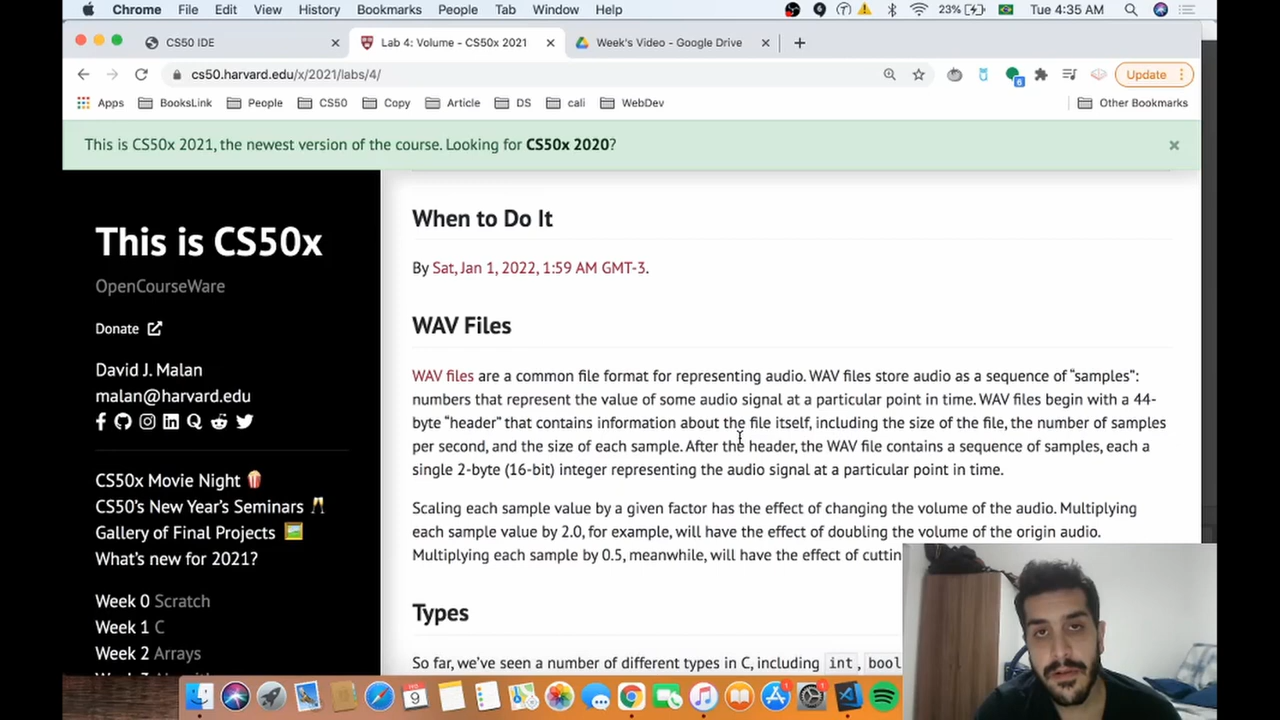 Chrome File Edit View History Bookmarks People Tab Window Help 23% Tue 4:35 AM
CS50 IDE × Lab 4: Volume - CS50x 2021 × Week's Video - Google Drive × +
cs50.harvard.edu/x/2021/labs/4/ 6 Update
Apps BooksLink People CS50 Copy Article DS cali WebDev Other Bookmarks
This is CS50x 2021, the newest version of the course. Looking for CS50x 2020? ×
This is CS50x
OpenCourseWare
Donate
David J. Malan
malan@harvard.edu
CS50x Movie Night
CS50's New Year's Seminars
Gallery of Final Projects
What's new for 2021?
Week 0 Scratch
Week 1 C
Week 2 Arrays
When to Do It
By Sat, Jan 1, 2022, 1:59 AM GMT-3.
WAV Files
WAV files are a common file format for representing audio. WAV files store audio as a sequence of “samples”:
numbers that represent the value of some audio signal at a particular point in time. WAV files begin with a 44-
byte “header” that contains information about the file itself, including the size of the file, the number of samples
per second, and the size of each sample. After the header, the WAV file contains a sequence of samples, each a
single 2-byte (16-bit) integer representing the audio signal at a particular point in time.
Scaling each sample value by a given factor has the effect of changing the volume of the audio. Multiplying
each sample value by 2.0, for example, will have the effect of doubling the volume of the origin audio.
Multiplying each sample by 0.5, meanwhile, will have the effect of cuttin
Types
So far, we've seen a number of different types in C, including int, bool